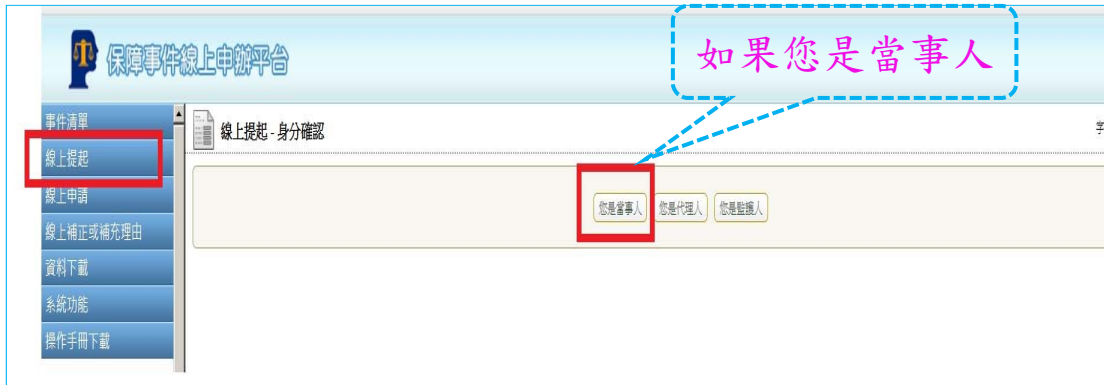 如果您是當事人
保障事件線上申辦平台
事件清單
線上提起
線上申請
線上補正或補充理由
資料下載
系統功能
操作手冊下載
線上提起 - 身分確認
字
您是當事人 您是代理人 您是監護人